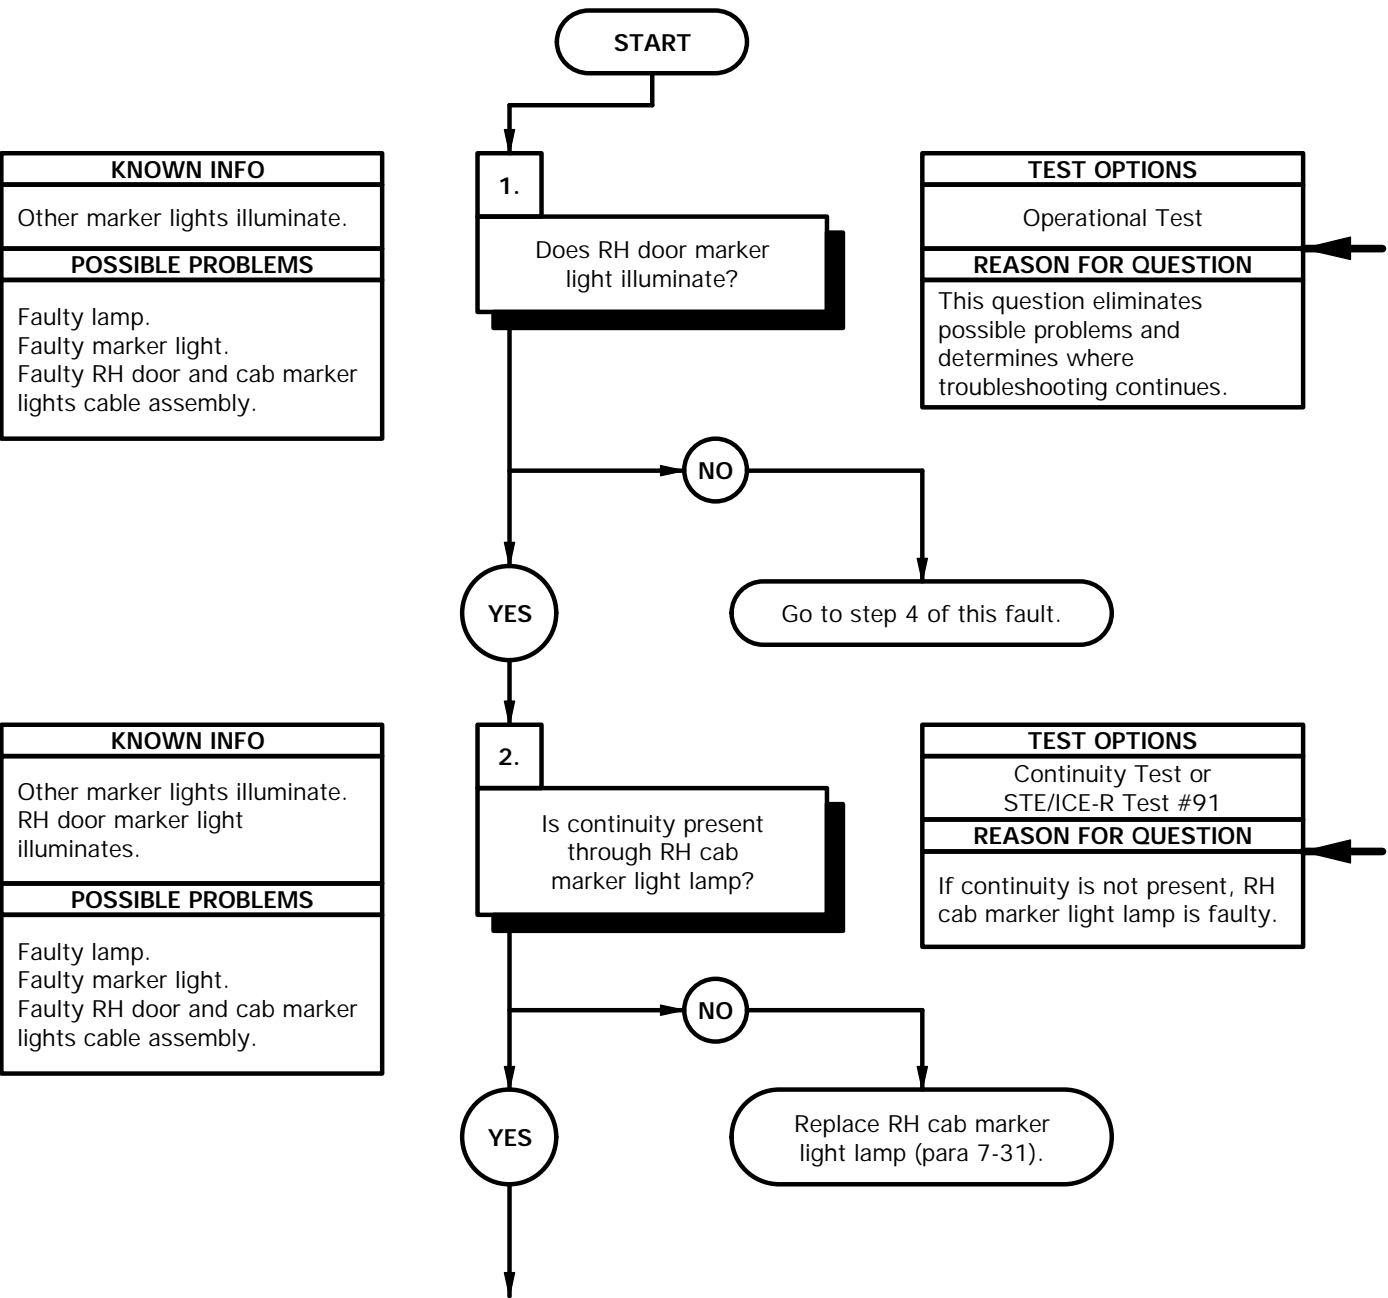 START
KNOWN INFO
Other marker lights illuminate.
POSSIBLE PROBLEMS
Faulty lamp.
Faulty marker light.
Faulty RH door and cab marker
lights cable assembly.
1.
Does RH door marker
light illuminate?
TEST OPTIONS
Operational Test
REASON FOR QUESTION
This question eliminates
possible problems and
determines where
troubleshooting continues.
NO
YES
Go to step 4 of this fault.
KNOWN INFO
Other marker lights illuminate.
RH door marker light
illuminates.
POSSIBLE PROBLEMS
Faulty lamp.
Faulty marker light.
Faulty RH door and cab marker
lights cable assembly.
2.
Is continuity present
through RH cab
marker light lamp?
TEST OPTIONS
Continuity Test or
STE/ICE-R Test #91
REASON FOR QUESTION
If continuity is not present, RH
cab marker light lamp is faulty.
NO
YES
Replace RH cab marker
light lamp (para 7-31).